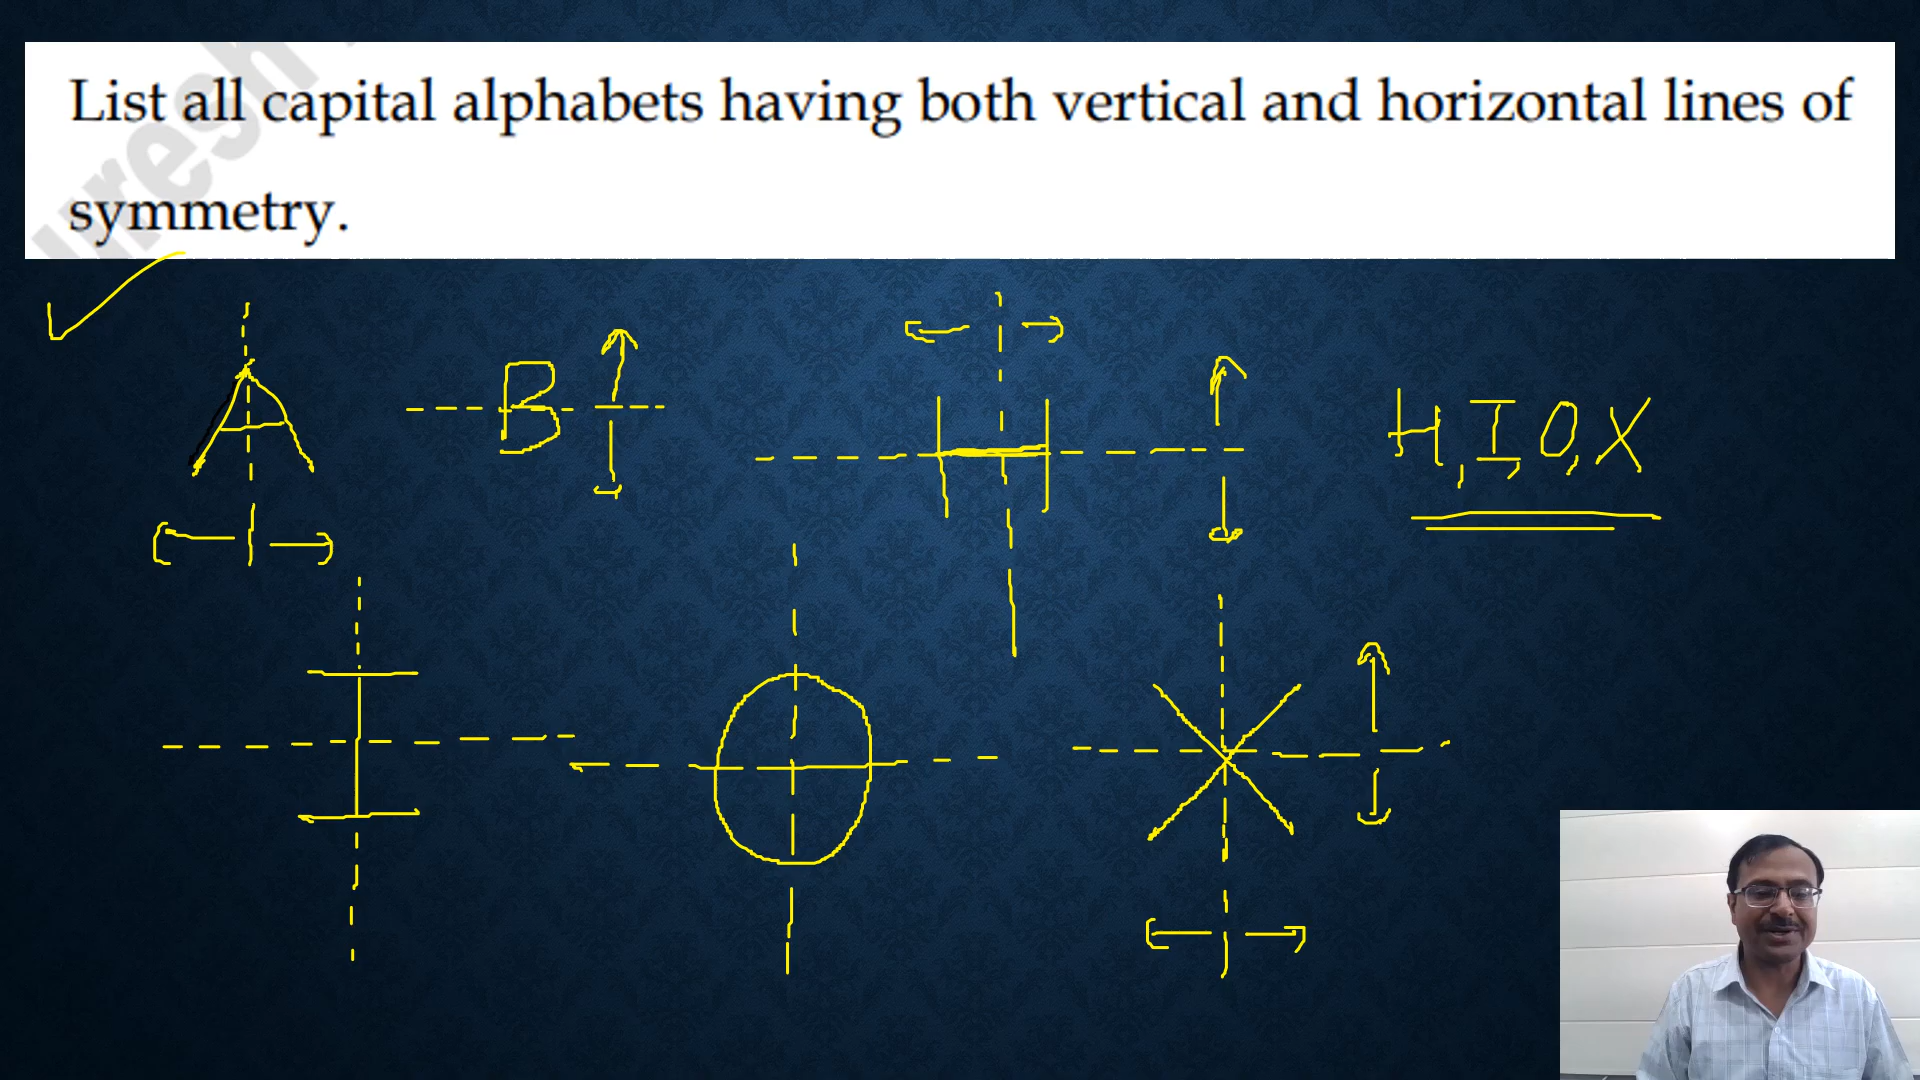 List all capital alphabets having both vertical and horizontal lines of
symmetry.
A
B
H
H, I, O, X
I
O
X